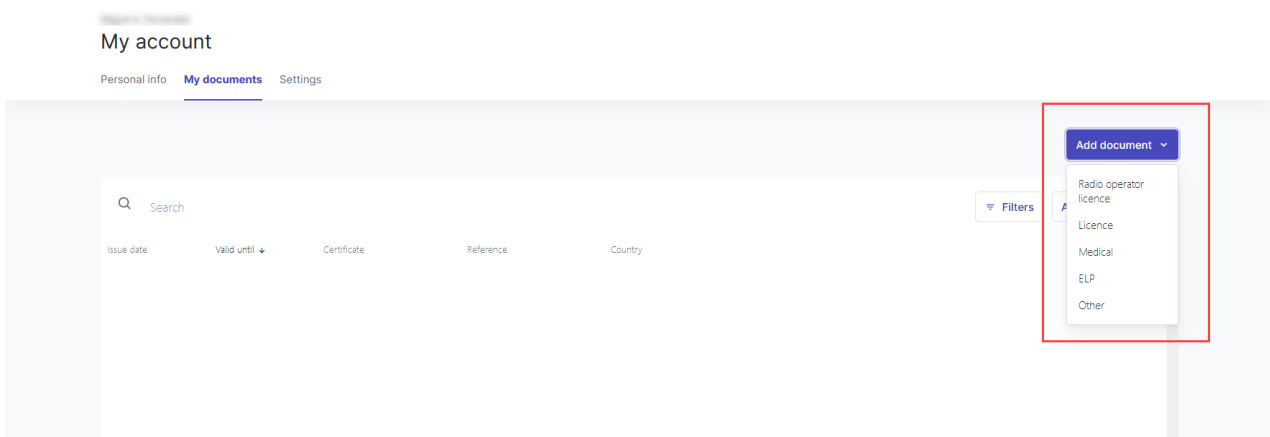 My account
Personal info My documents Settings
Add document
Radio operator
licence
Search
Filters
A
Licence
Issue date Valid until Certificate Reference Country
Medical
ELP
Other